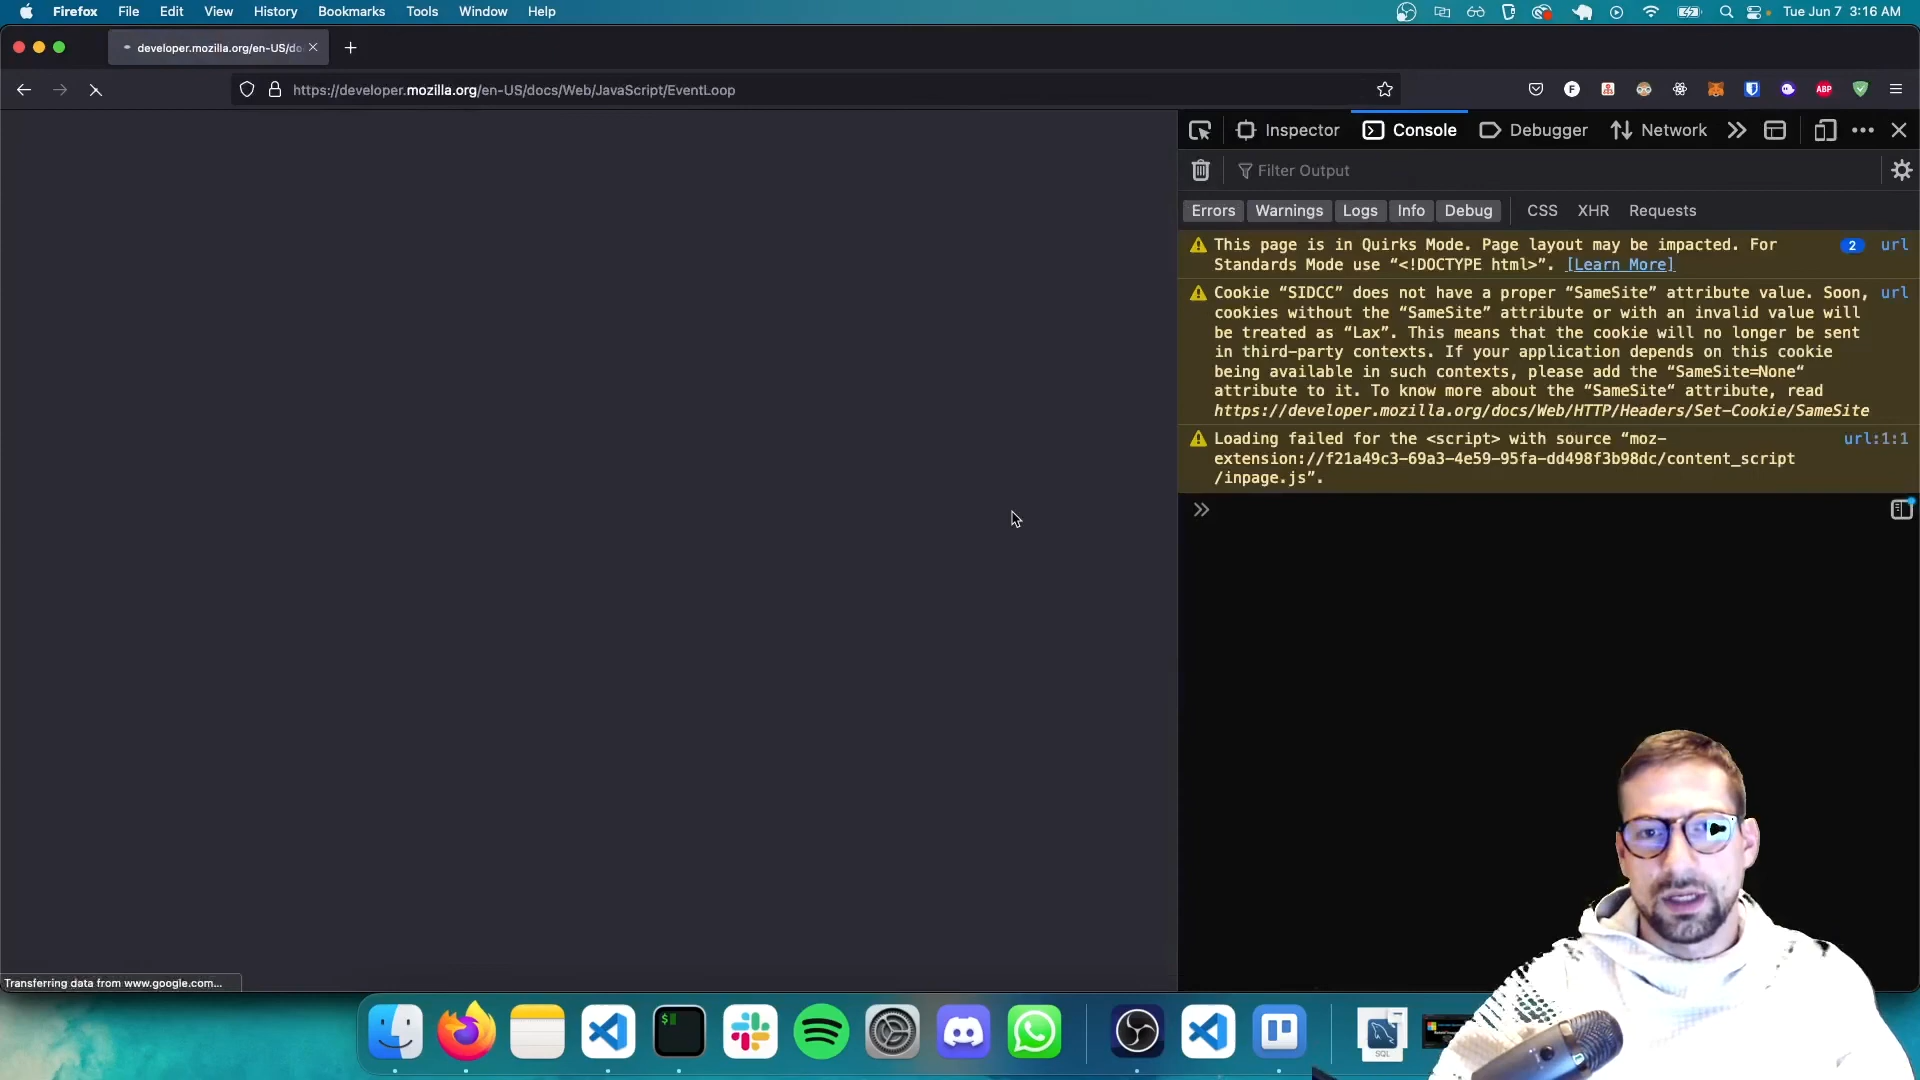 Firefox File Edit View History Bookmarks Tools Window Help
Tue Jun 7 3:16 AM
developer.mozilla.org/en-US/do
https://developer.mozilla.org/en-US/docs/Web/JavaScript/EventLoop
F
ABP
Inspector Console Debugger Network
Filter Output
Errors Warnings Logs Info Debug CSS XHR Requests
This page is in Quirks Mode. Page layout may be impacted. For 2 url
Standards Mode use “<!DOCTYPE html>”. [Learn More]
Cookie “SIDCC” does not have a proper “SameSite” attribute value. Soon, url
cookies without the “SameSite” attribute or with an invalid value will
be treated as “Lax”. This means that the cookie will no longer be sent
in third-party contexts. If your application depends on this cookie
being available in such contexts, please add the “SameSite=None“
attribute to it. To know more about the “SameSite“ attribute, read
https://developer.mozilla.org/docs/Web/HTTP/Headers/Set-Cookie/SameSite
Loading failed for the <script> with source “moz- url:1:1
extension://f21a49c3-69a3-4e59-95fa-dd498f3b98dc/content_script
/inpage.js”.
Transferring data from www.google.com...
$
SQL